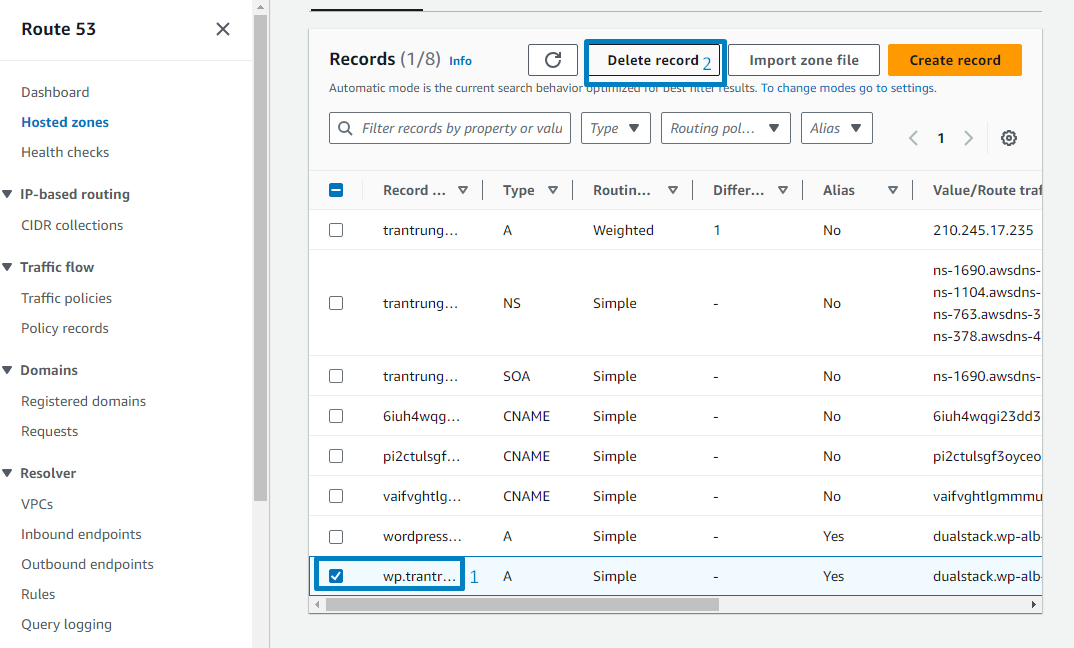 Route 53
Dashboard
Hosted zones
Health checks
IP-based routing
CIDR collections
Traffic flow
Traffic policies
Policy records
Domains
Registered domains
Requests
Resolver
VPCs
Inbound endpoints
Outbound endpoints
Rules
Query logging
Records (1/8) Info
Delete record 2
Import zone file
Create record
Automatic mode is the current search behavior optimized for best filter results. To change modes go to settings.
Filter records by property or valu
Type
Routing pol...
Alias
1
Record ... Type Routin... Differ... Alias Value/Route traf
trantrung... A Weighted 1 No 210.245.17.235
trantrung... NS Simple - No ns-1690.awsdns-
ns-1104.awsdns-
ns-763.awsdns-3
ns-378.awsdns-4
trantrung... SOA Simple - No ns-1690.awsdns-
6iuh4wqg... CNAME Simple - No 6iuh4wqgi23dd3
pi2ctulsgf... CNAME Simple - No pi2ctulsgf3oyceo
vaifvghtlg... CNAME Simple - No vaifvghtlgmmmu
wordpress... A Simple - Yes dualstack.wp-alb-
wp.trantr... 1 A Simple - Yes dualstack.wp-alb-